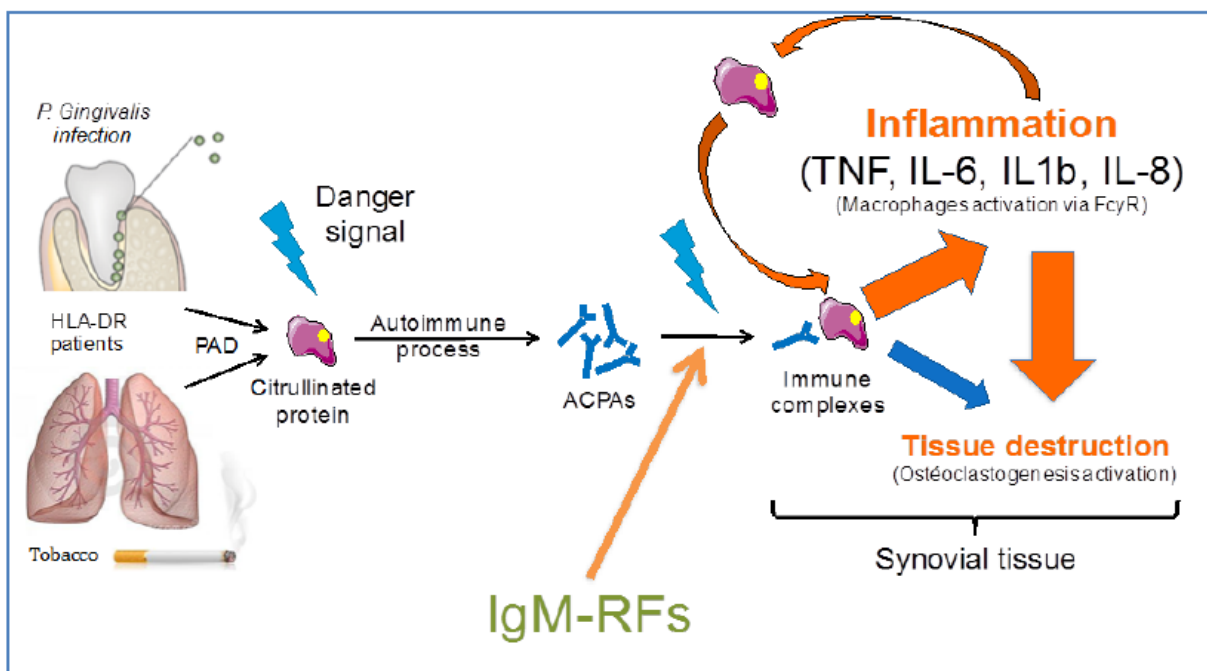 P. Gingivalis
infection
HLA-DR
patients
PAD
Tobacco
Danger
signal
Citrullinated
protein
Autoimmune
process
ACPAs
IgM-RFs
Immune
complexes
Inflammation
(TNF, IL-6, IL1b, IL-8)
(Macrophages activation via FcγR)
Tissue destruction
(Ostéoclastogenesis activation)
Synovial tissue